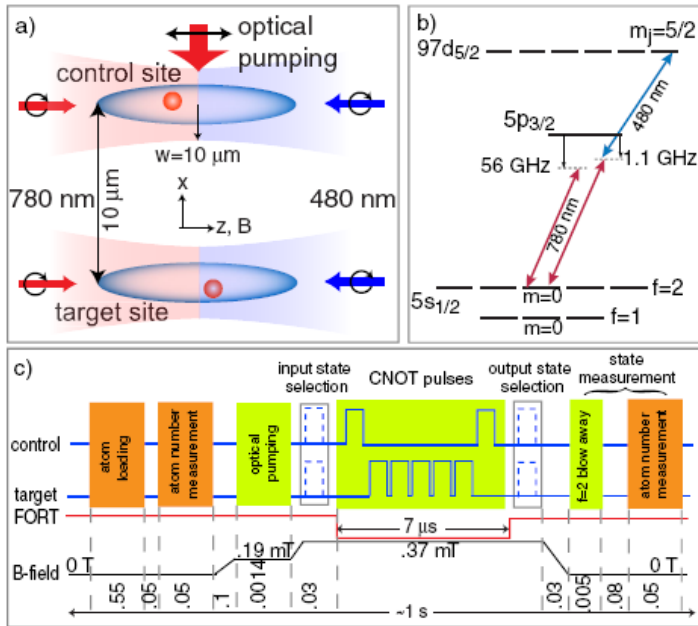 a)
optical
pumping
control site
w=10 μm
780 nm
10 μm
x
z, B
480 nm
target site
b)
mj=5/2
97d5/2
480 nm
5p3/2
56 GHz
1.1 GHz
780 nm
m=0
f=2
5s1/2
m=0
f=1
c)
input state
selection
CNOT pulses
output state
selection
state
measurement
control
target
atom
loading
atom number
measurement
optical
pumping
f=2 blow away
atom number
measurement
FORT
7 μs
B-field
0 T
.19 mT
.37 mT
0 T
.55
.05
.05
.1
.0014
.03
.03
.005
.08
.05
~1 s